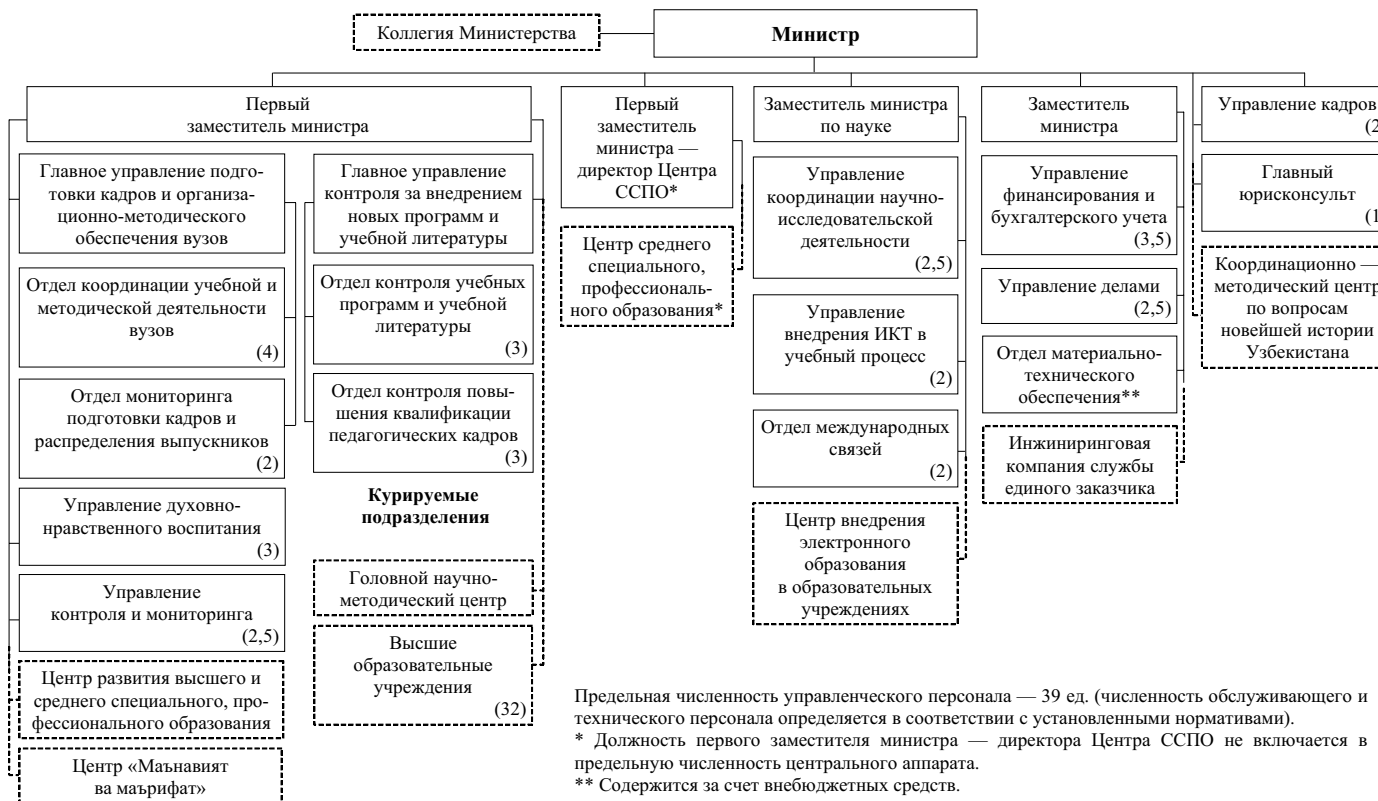 Коллегия Министерства
Министр
Первый
заместитель министра
Первый
заместитель
министра —
директор Центра
ССПО*
Заместитель министра
по науке
Заместитель
министра
Управление кадров
(2
Главное управление подго-
товки кадров и организа-
ционно-методического
обеспечения вузов
Главное управление
контроля за внедрением
новых программ и
учебной литературы
Управление
координации научно-
исследовательской
деятельности
(2,5)
Управление
финансирования и
бухгалтерского учета
(3,5)
Главный
юрисконсульт
(1
Центр среднего
специального,
профессиональ-
ного образования*
Отдел координации учебной и
методической деятельности
вузов
(4)
Отдел контроля учебных
программ и учебной
литературы
(3)
Управление
внедрения ИКТ в
учебный процесс
(2)
Управление делами
(2,5)
Координационно —
методический центр
по вопросам
новейшей истории
Узбекистана
Отдел мониторинга
подготовки кадров и
распределения выпускников
(2)
Отдел контроля повы-
шения квалификации
педагогических кадров
(3)
Отдел международных
связей
(2)
Отдел материально-
технического
обеспечения**
Инжиниринговая
компания службы
единого заказчика
Курируемые
подразделения
Управление духовно-
нравственного воспитания
(3)
Центр внедрения
электронного
образования
в образовательных
учреждениях
Головной научно-
методический центр
Управление
контроля и мониторинга
(2,5)
Высшие
образовательные
учреждения
(32)
Центр развития высшего и
среднего специального, про-
фессионального образования
Центр «Маънавият
ва маърифат»
Предельная численность управленческого персонала — 39 ед. (численность обслуживающего и
технического персонала определяется в соответствии с установленными нормативами).
* Должность первого заместителя министра — директора Центра ССПО не включается в
предельную численность центрального аппарата.
** Содержится за счет внебюджетных средств.